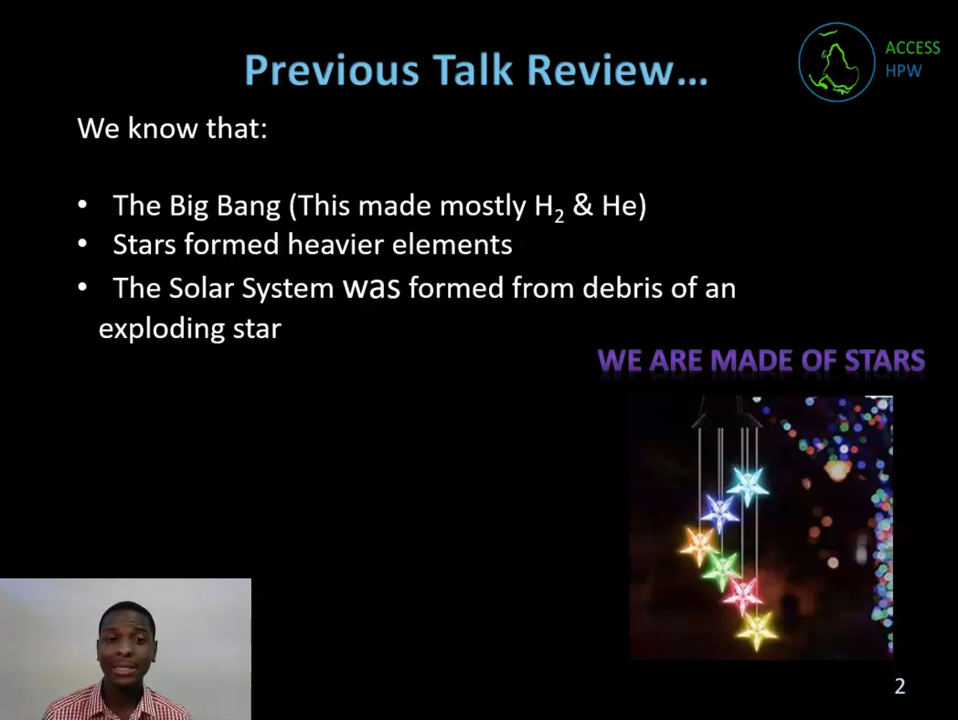 Previous Talk Review…
ACCESS
HPW
We know that:
• The Big Bang (This made mostly H₂ & He)
• Stars formed heavier elements
• The Solar System was formed from debris of an
exploding star
WE ARE MADE OF STARS
2